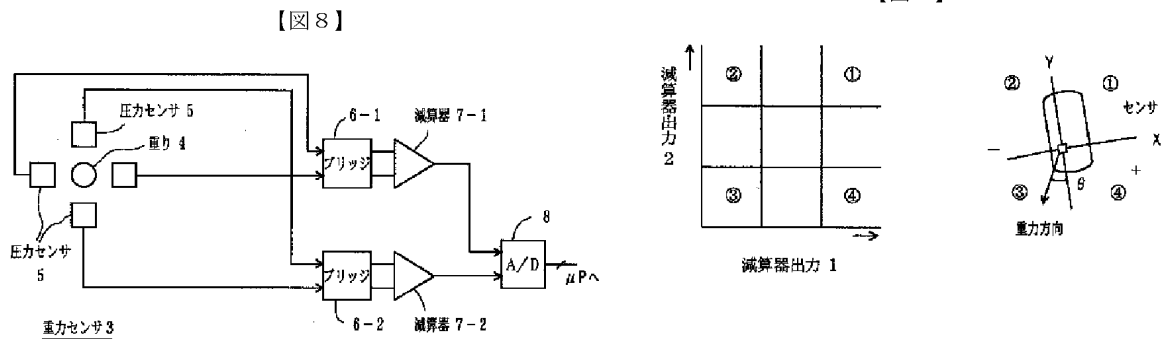 【図8】
圧力センサ 5
重り 4
圧力センサ
5
重力センサ3
6-1
減算器 7-1
ブリッジ
8
A/D
μPへ
ブリッジ
6-2
減算器 7-2
減算器出力 2
②
①
③
④
減算器出力 1
Y
②
①
センサ
X
-
+
③
θ
④
重力方向